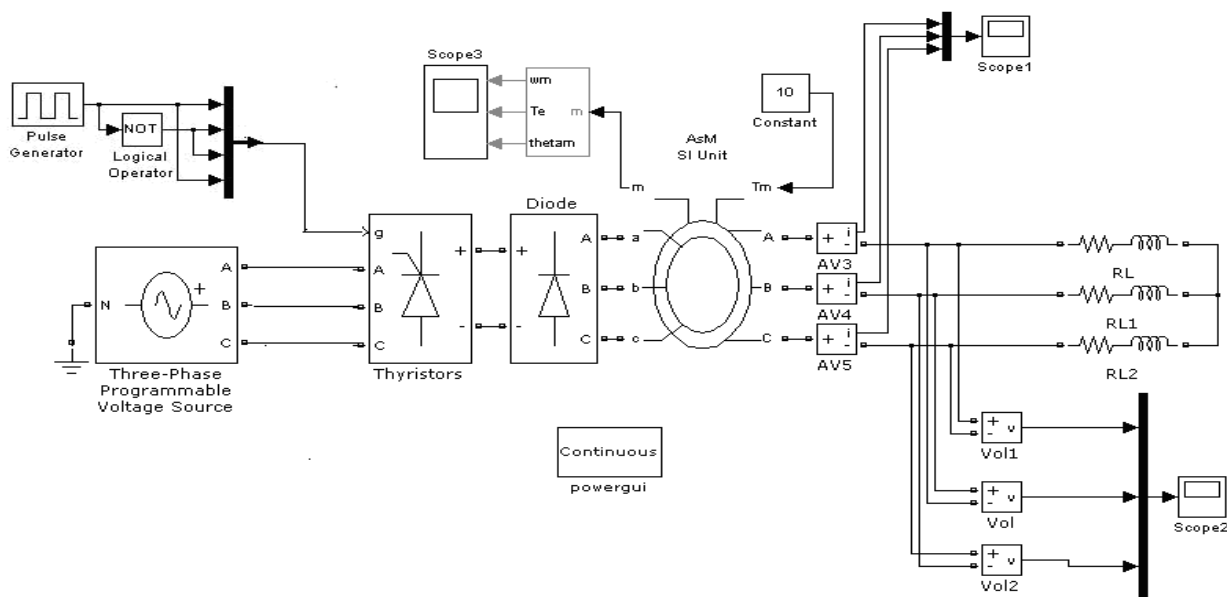 Scope3
Scope1
Pulse
Generator
NOT
Logical
Operator
wm
Te
thetam
m
10
Constant
AsM
SI Unit
m
Tm
Diode
g
A
B
C
+
-
Thyristors
+
-
A
B
C
a
b
c
A
B
C
N
+
A
B
C
Three-Phase
Programmable
Voltage Source
+
i
-
AV3
+
i
-
AV4
+
i
-
AV5
RL
RL1
RL2
Continuous
powergui
+
-
v
Vol1
+
-
v
Vol
+
-
v
Vol2
Scope2